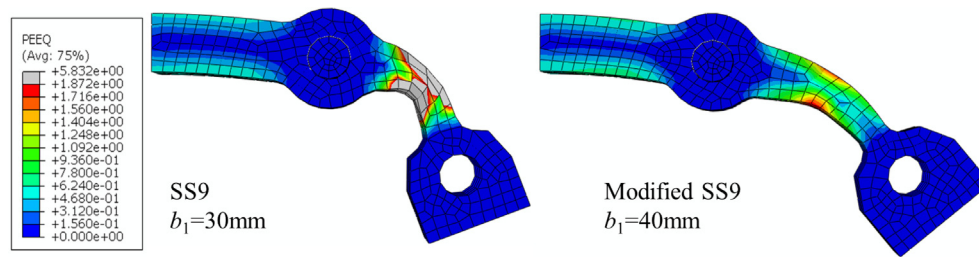 PEEQ
(Avg: 75%)
+5.832e+00
+1.872e+00
+1.716e+00
+1.560e+00
+1.404e+00
+1.248e+00
+1.092e+00
+9.360e-01
+7.800e-01
+6.240e-01
+4.680e-01
+3.120e-01
+1.560e-01
+0.000e+00
SS9
b₁=30mm
Modified SS9
b₁=40mm